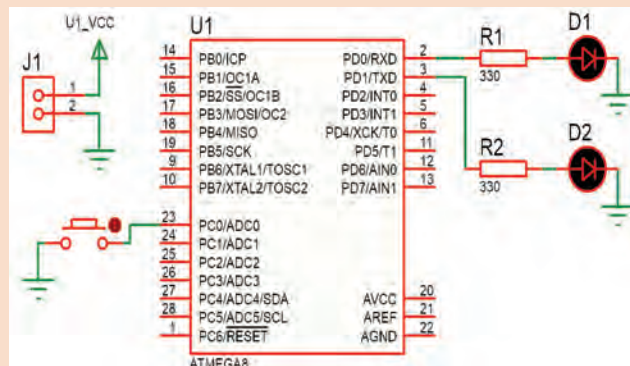 U1_VCC
J1
1
2
U1
14 PB0/ICP
15 PB1/OC1A
16 PB2/SS/OC1B
17 PB3/MOSI/OC2
18 PB4/MISO
19 PB5/SCK
9 PB6/XTAL1/TOSC1
10 PB7/XTAL2/TOSC2
23 PC0/ADC0
24 PC1/ADC1
25 PC2/ADC2
26 PC3/ADC3
27 PC4/ADC4/SDA
28 PC5/ADC5/SCL
1 PC6/RESET
PD0/RXD 2
PD1/TXD 3
PD2/INT0 4
PD3/INT1 5
PD4/XCK/T0 6
PD5/T1 11
PD6/AIN0 12
PD7/AIN1 13
AVCC 20
AREF 21
AGND 22
ATMEGA8
R1
330
D1
R2
330
D2